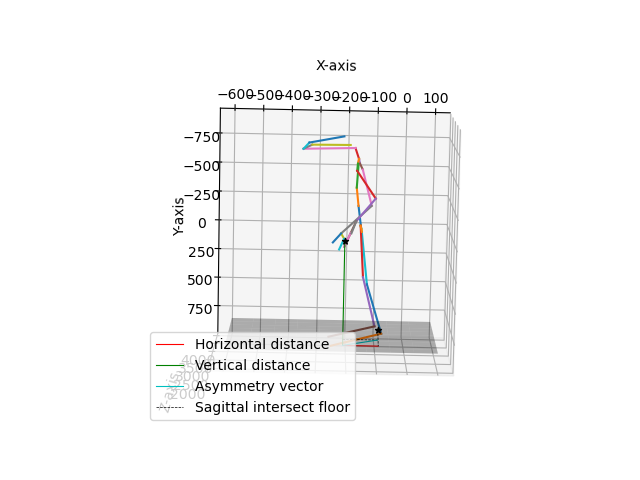 X-axis
−600 −500 −400 −300 −200 −100 0 100
−750
−500
−250
0
250
500
750
Y-axis
Horizontal distance
Vertical distance
Asymmetry vector
Sagittal intersect floor
Z-axis